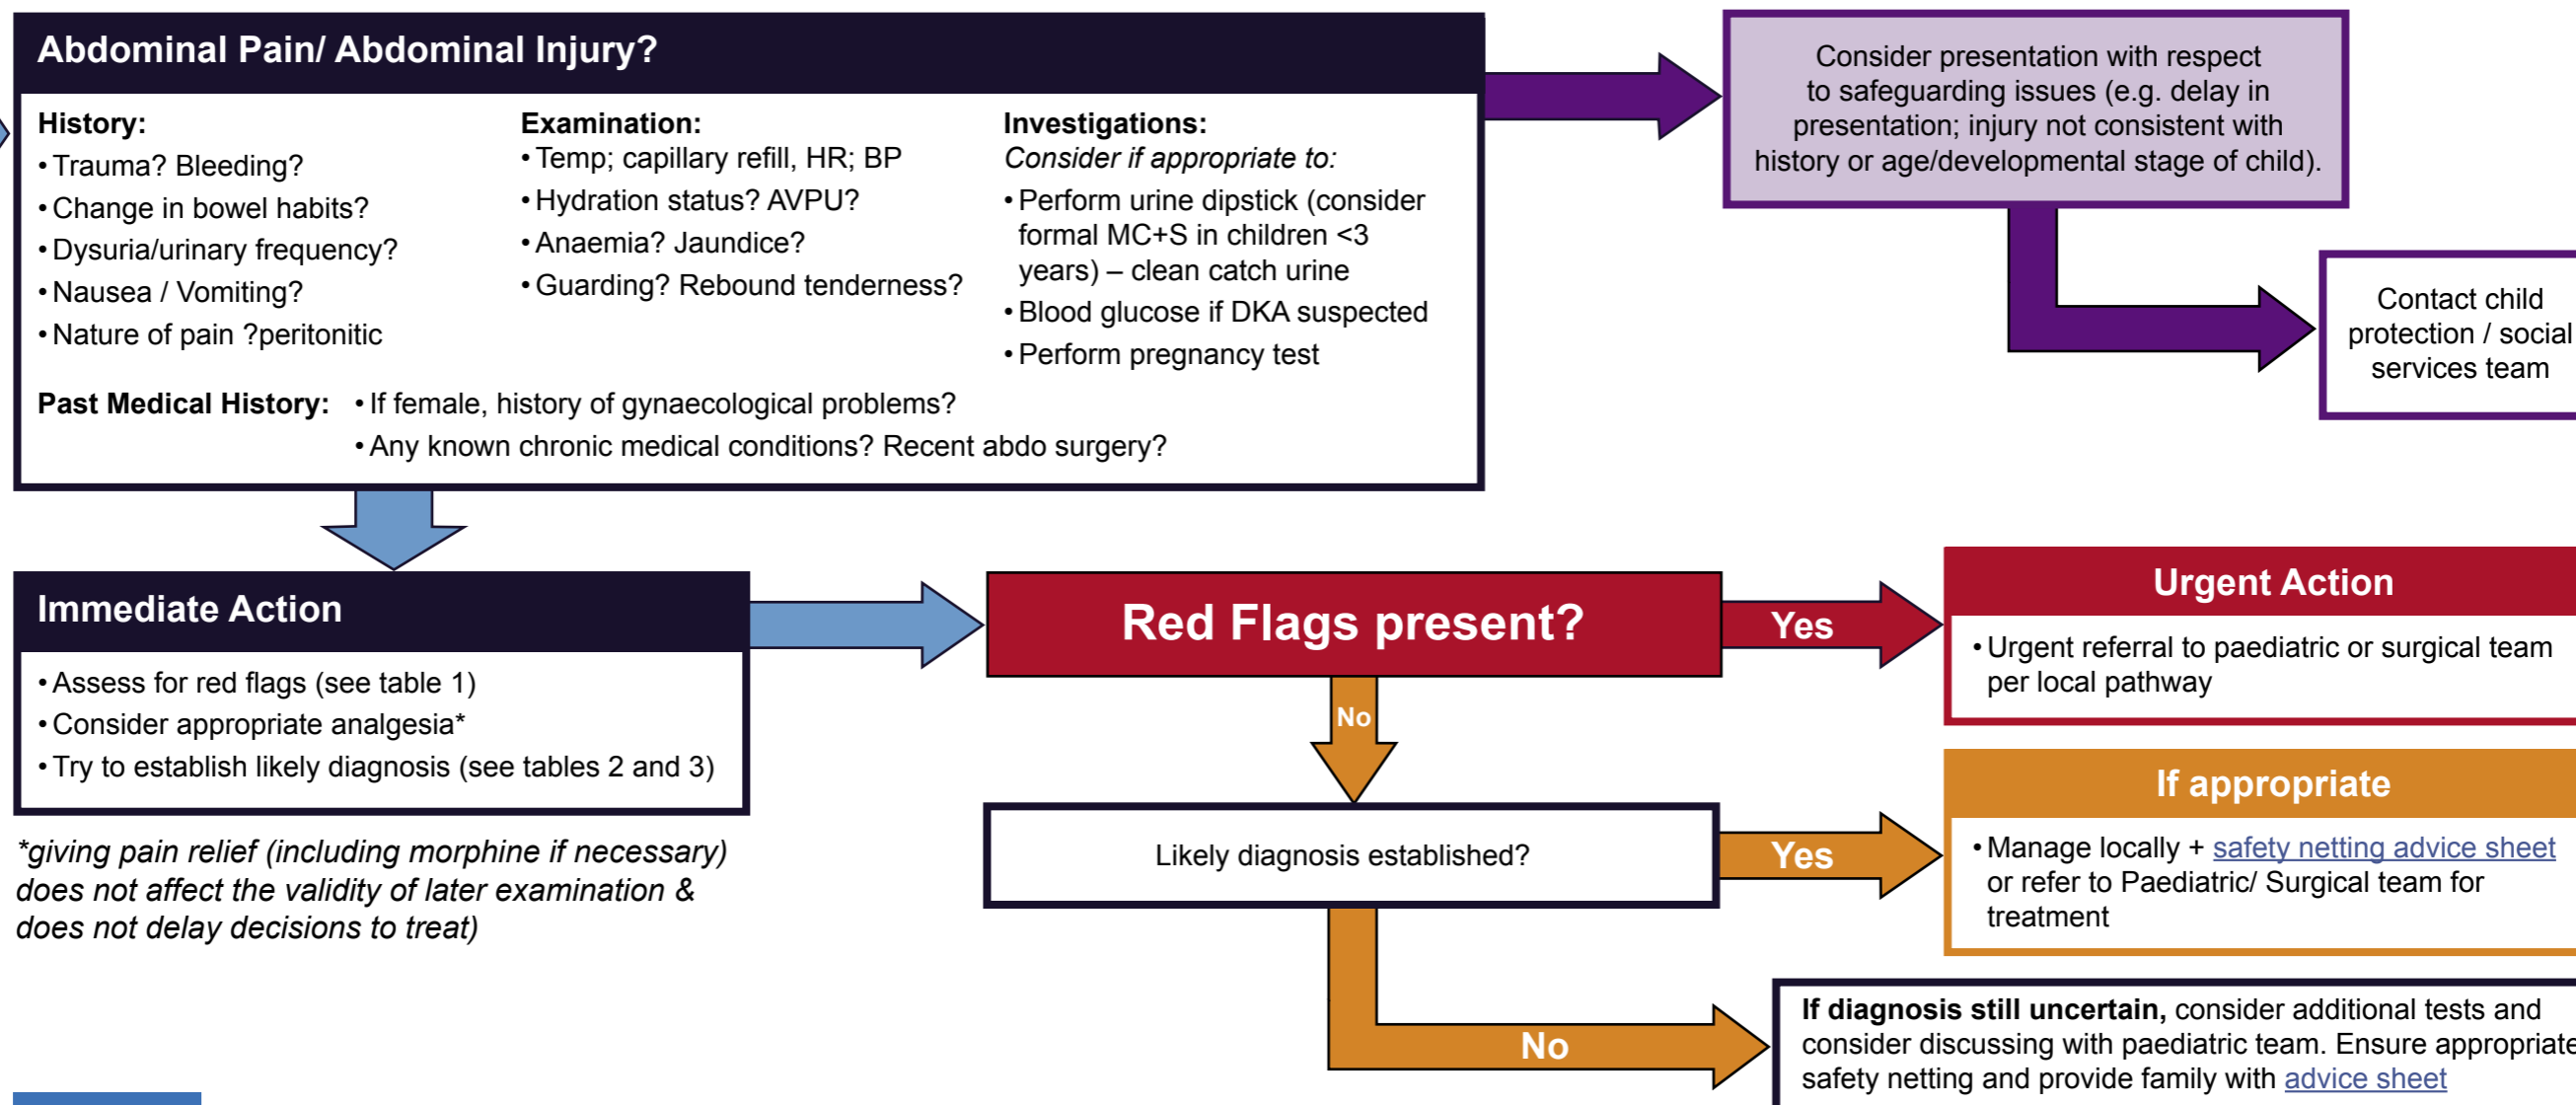 Abdominal Pain/ Abdominal Injury?
History:
• Trauma? Bleeding?
• Change in bowel habits?
• Dysuria/urinary frequency?
• Nausea / Vomiting?
• Nature of pain ?peritonitic
Examination:
• Temp; capillary refill, HR; BP
• Hydration status? AVPU?
• Anaemia? Jaundice?
• Guarding? Rebound tenderness?
Investigations:
Consider if appropriate to:
• Perform urine dipstick (consider
formal MC+S in children <3
years) – clean catch urine
• Blood glucose if DKA suspected
• Perform pregnancy test
Past Medical History: • If female, history of gynaecological problems?
• Any known chronic medical conditions? Recent abdo surgery?
Consider presentation with respect
to safeguarding issues (e.g. delay in
presentation; injury not consistent with
history or age/developmental stage of child).
Contact child
protection / social
services team
Immediate Action
• Assess for red flags (see table 1)
• Consider appropriate analgesia*
• Try to establish likely diagnosis (see tables 2 and 3)
*giving pain relief (including morphine if necessary)
does not affect the validity of later examination &
does not delay decisions to treat)
Red Flags present?
Yes
Urgent Action
• Urgent referral to paediatric or surgical team
per local pathway
No
Likely diagnosis established?
Yes
If appropriate
• Manage locally + safety netting advice sheet
or refer to Paediatric/ Surgical team for
treatment
No
If diagnosis still uncertain, consider additional tests and
consider discussing with paediatric team. Ensure appropriate
safety netting and provide family with advice sheet